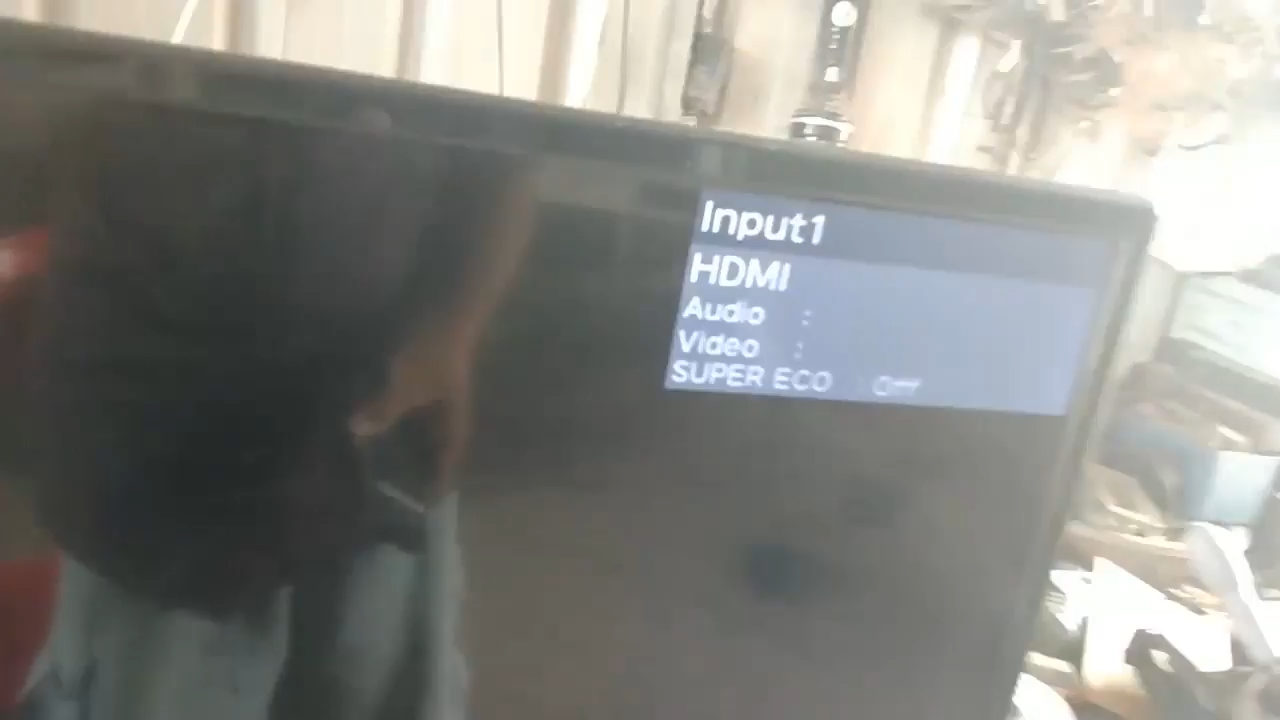 Input1
HDMI
Audio :
Video :
SUPER ECO : Off